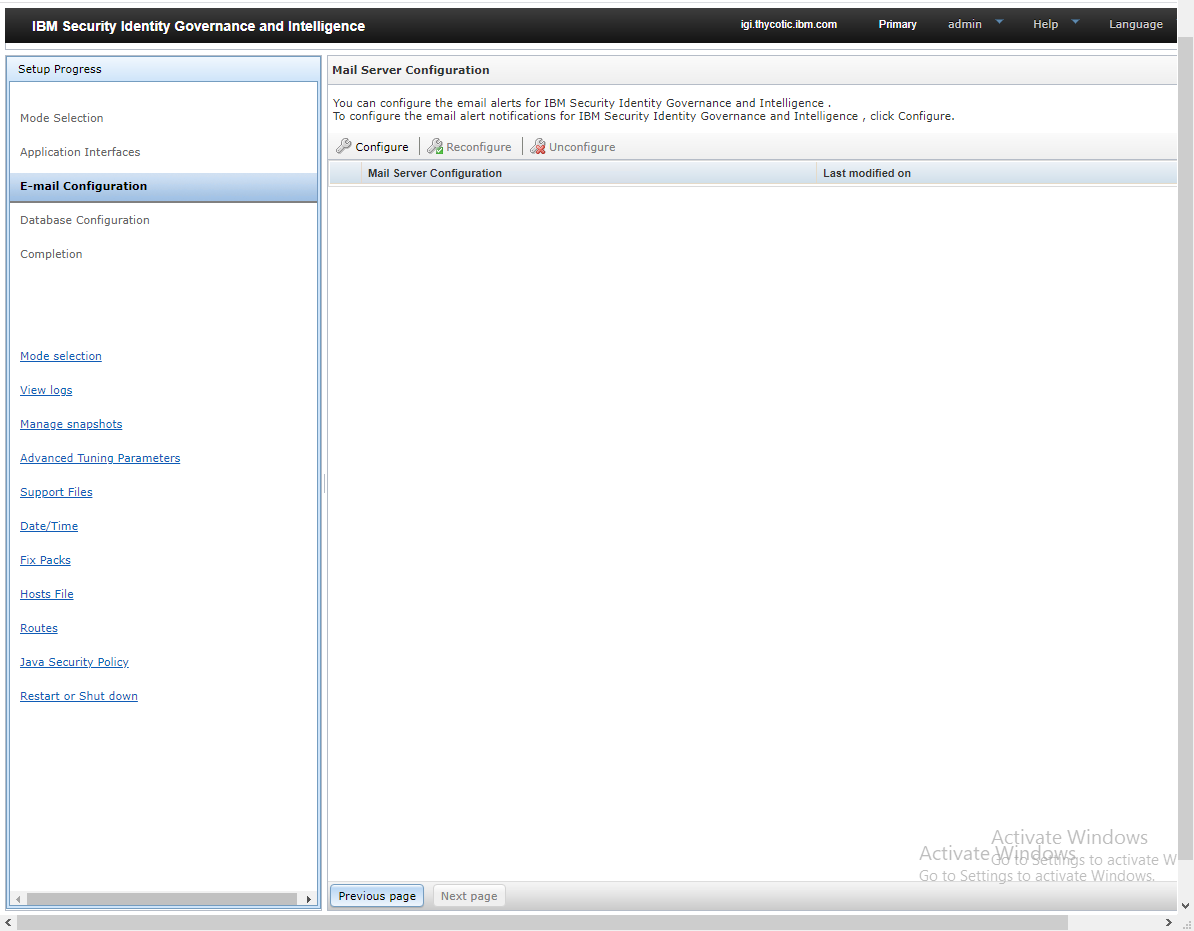 IBM Security Identity Governance and Intelligence
igi.thycotic.ibm.com
Primary
admin
Help
Language
Setup Progress
Mode Selection
Application Interfaces
E-mail Configuration
Database Configuration
Completion
Mode selection
View logs
Manage snapshots
Advanced Tuning Parameters
Support Files
Date/Time
Fix Packs
Hosts File
Routes
Java Security Policy
Restart or Shut down
Mail Server Configuration
You can configure the email alerts for IBM Security Identity Governance and Intelligence .
To configure the email alert notifications for IBM Security Identity Governance and Intelligence , click Configure.
Configure
Reconfigure
Unconfigure
Mail Server Configuration
Last modified on
Activate Windows
Go to Settings to activate W
Activate Windows
Go to Settings to activate Windows.
Previous page
Next page